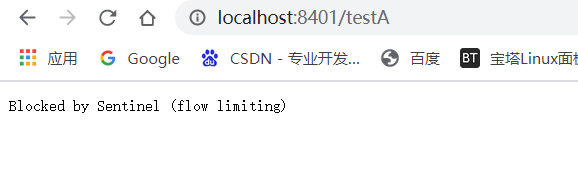 localhost:8401/testA
应用 Google CSDN - 专业开发... 百度 BT 宝塔Linux面
Blocked by Sentinel (flow limiting)